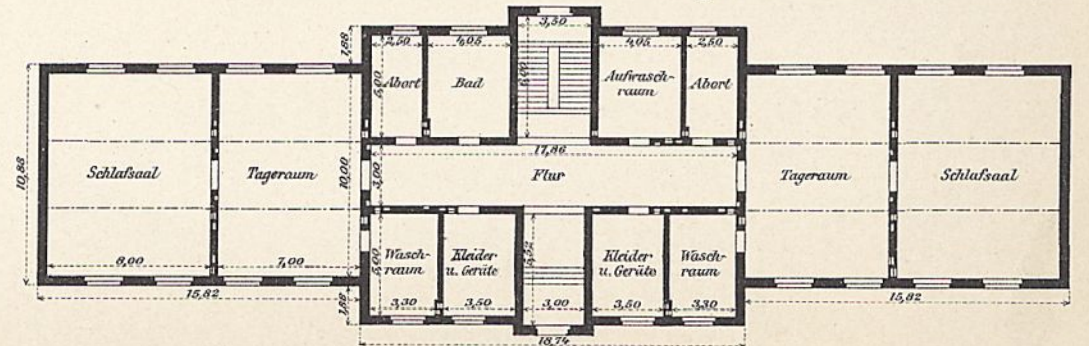 3,50
1,88
2,50
4,05
4,05
2,50
5,00
6,00
Abort
Bad
Aufwasch-
raum
Abort
10,88
Schlafsaal
Tageraum
10,00
3,00
17,86
Flur
Tageraum
Schlafsaal
8,00
7,00
5,00
Wasch-
raum
Kleider
u. Geräte
5,52
Kleider
u. Geräte
Wasch-
raum
3,30
3,50
3,00
3,50
3,30
15,82
1,88
15,82
18,74